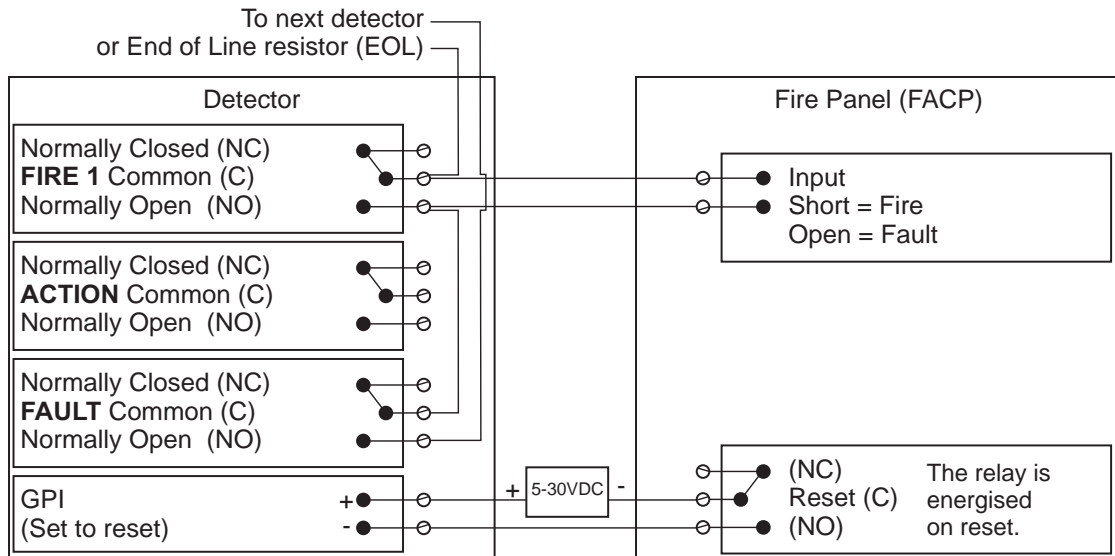 To next detector
or End of Line resistor (EOL)
Detector
Normally Closed (NC)
FIRE 1 Common (C)
Normally Open (NO)
Normally Closed (NC)
ACTION Common (C)
Normally Open (NO)
Normally Closed (NC)
FAULT Common (C)
Normally Open (NO)
GPI
(Set to reset)
+
-
+ 5-30VDC -
Fire Panel (FACP)
Input
Short = Fire
Open = Fault
(NC)
Reset (C)
(NO)
The relay is
energised
on reset.